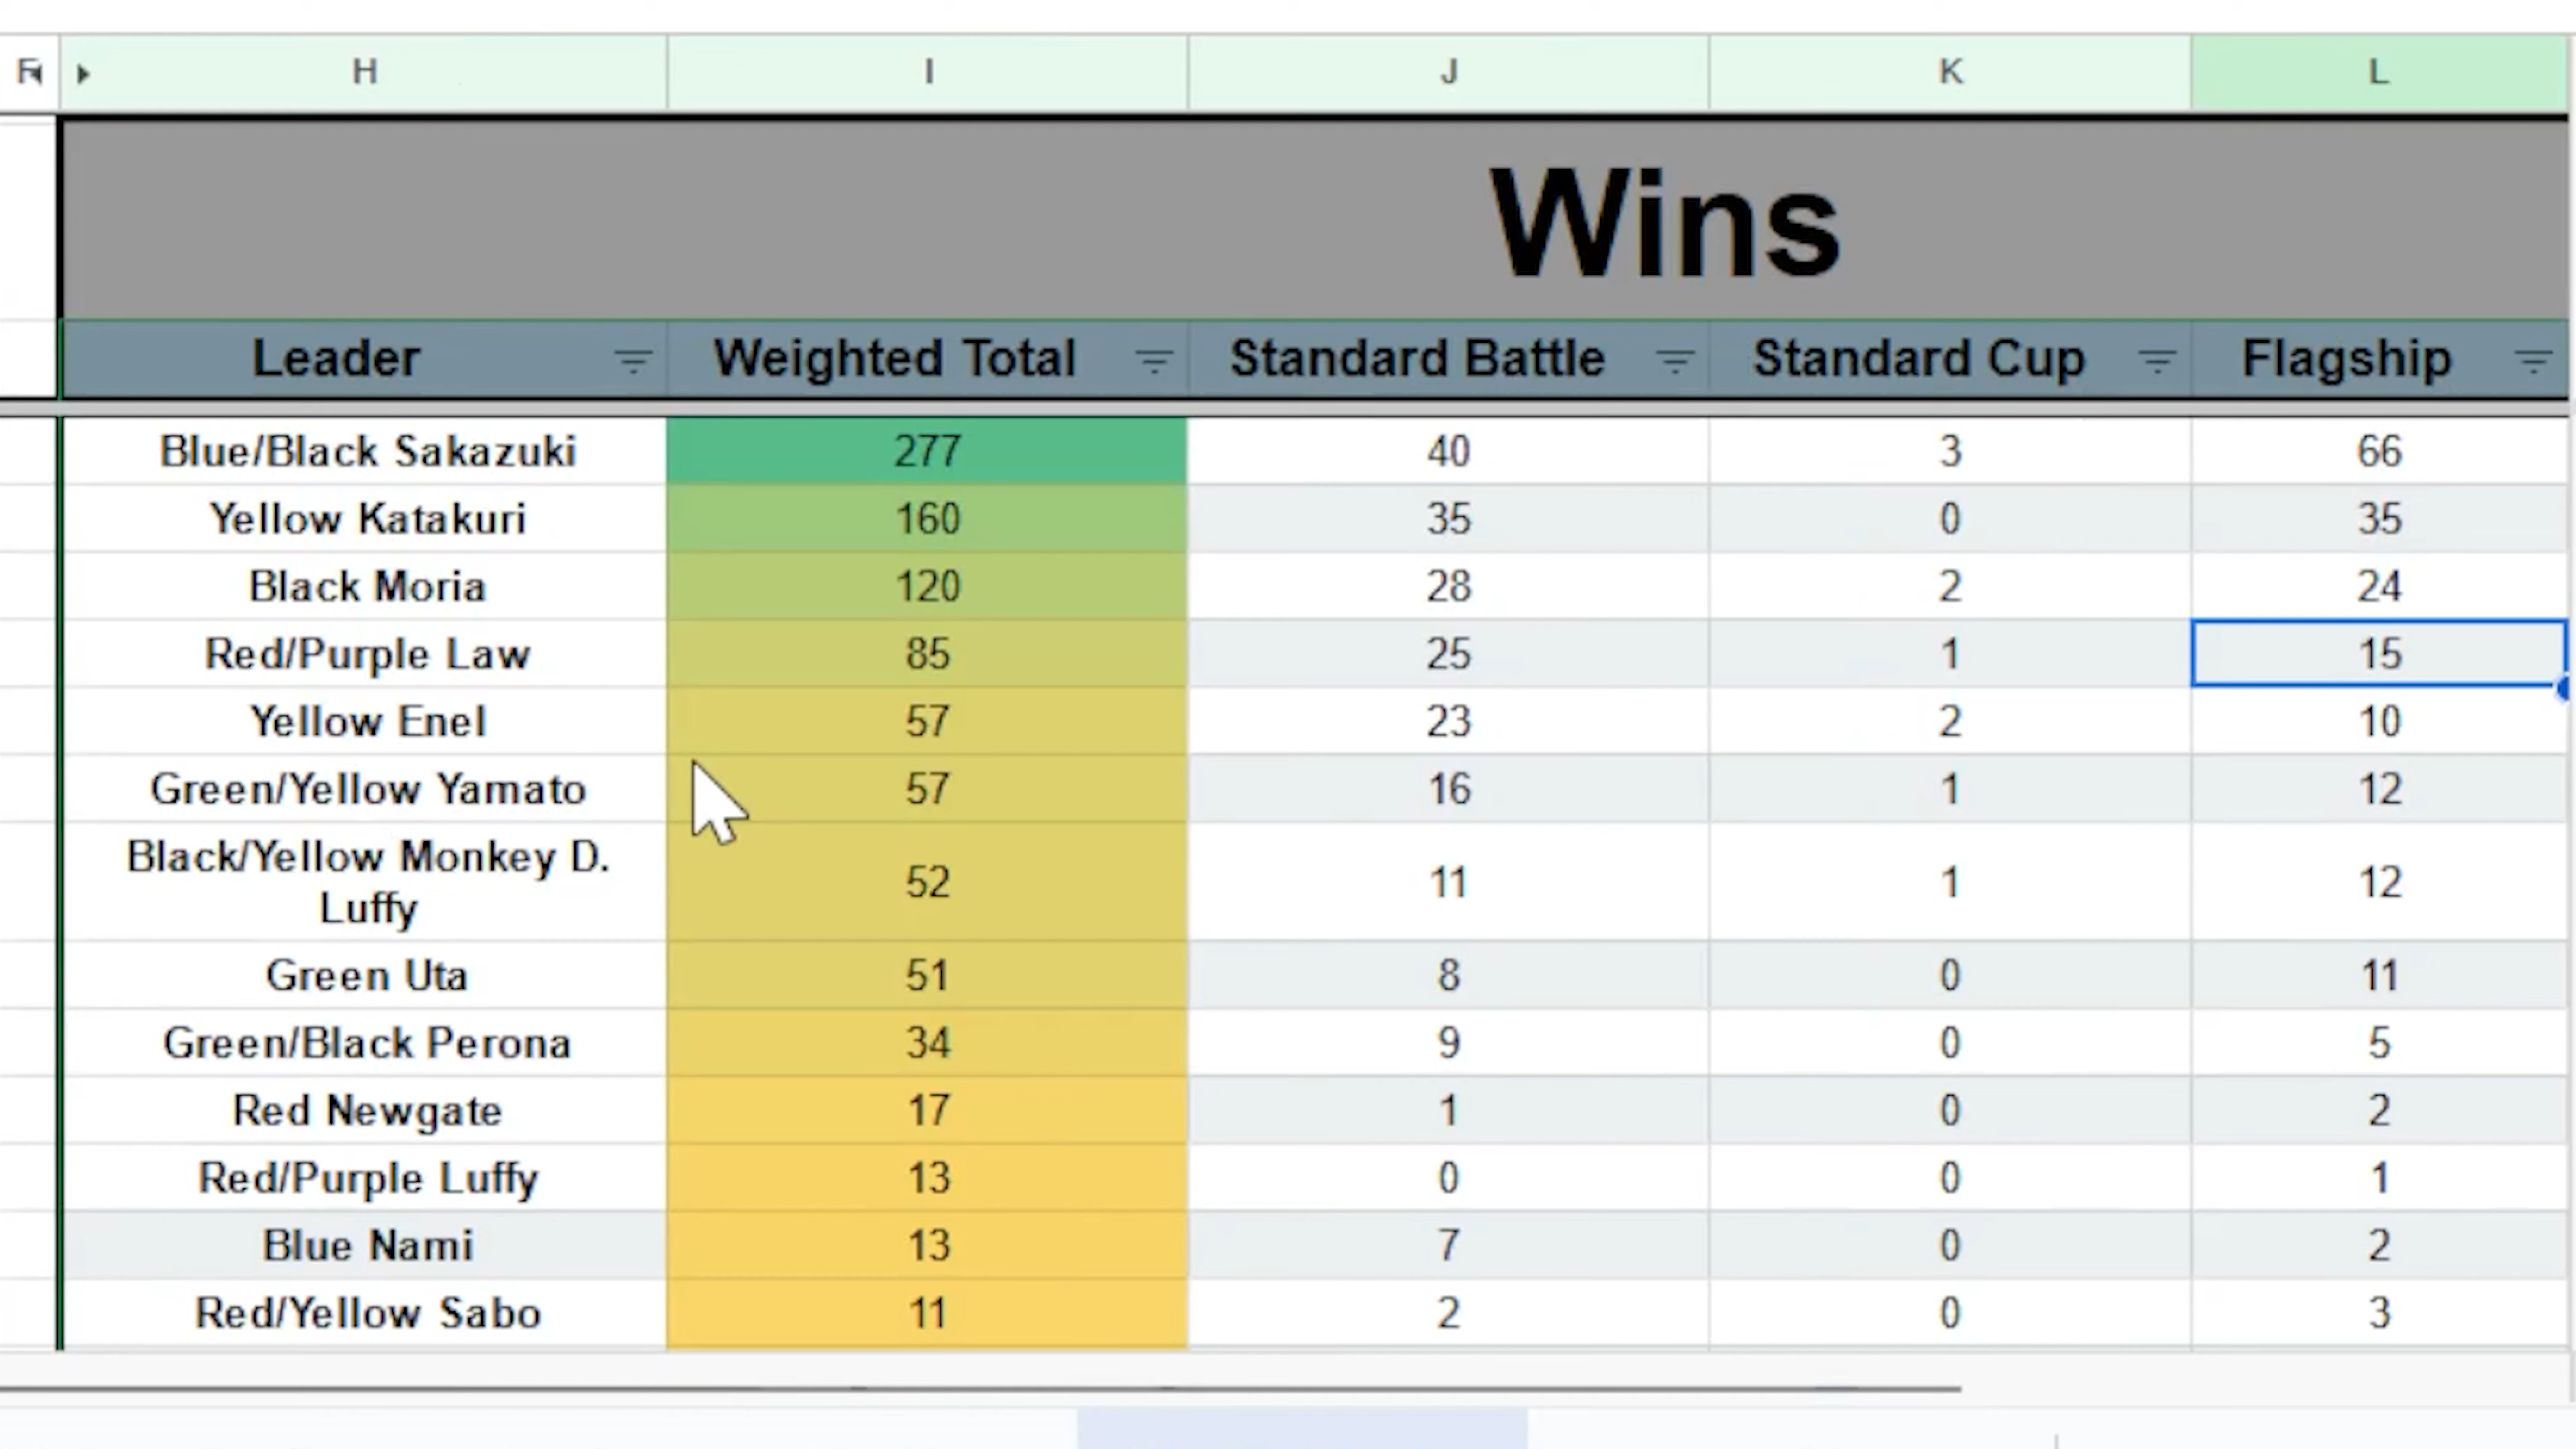 H I J K L
Wins
Leader Weighted Total Standard Battle Standard Cup Flagship
Blue/Black Sakazuki 277 40 3 66
Yellow Katakuri 160 35 0 35
Black Moria 120 28 2 24
Red/Purple Law 85 25 1 15
Yellow Enel 57 23 2 10
Green/Yellow Yamato 57 16 1 12
Black/Yellow Monkey D.
Luffy 52 11 1 12
Green Uta 51 8 0 11
Green/Black Perona 34 9 0 5
Red Newgate 17 1 0 2
Red/Purple Luffy 13 0 0 1
Blue Nami 13 7 0 2
Red/Yellow Sabo 11 2 0 3